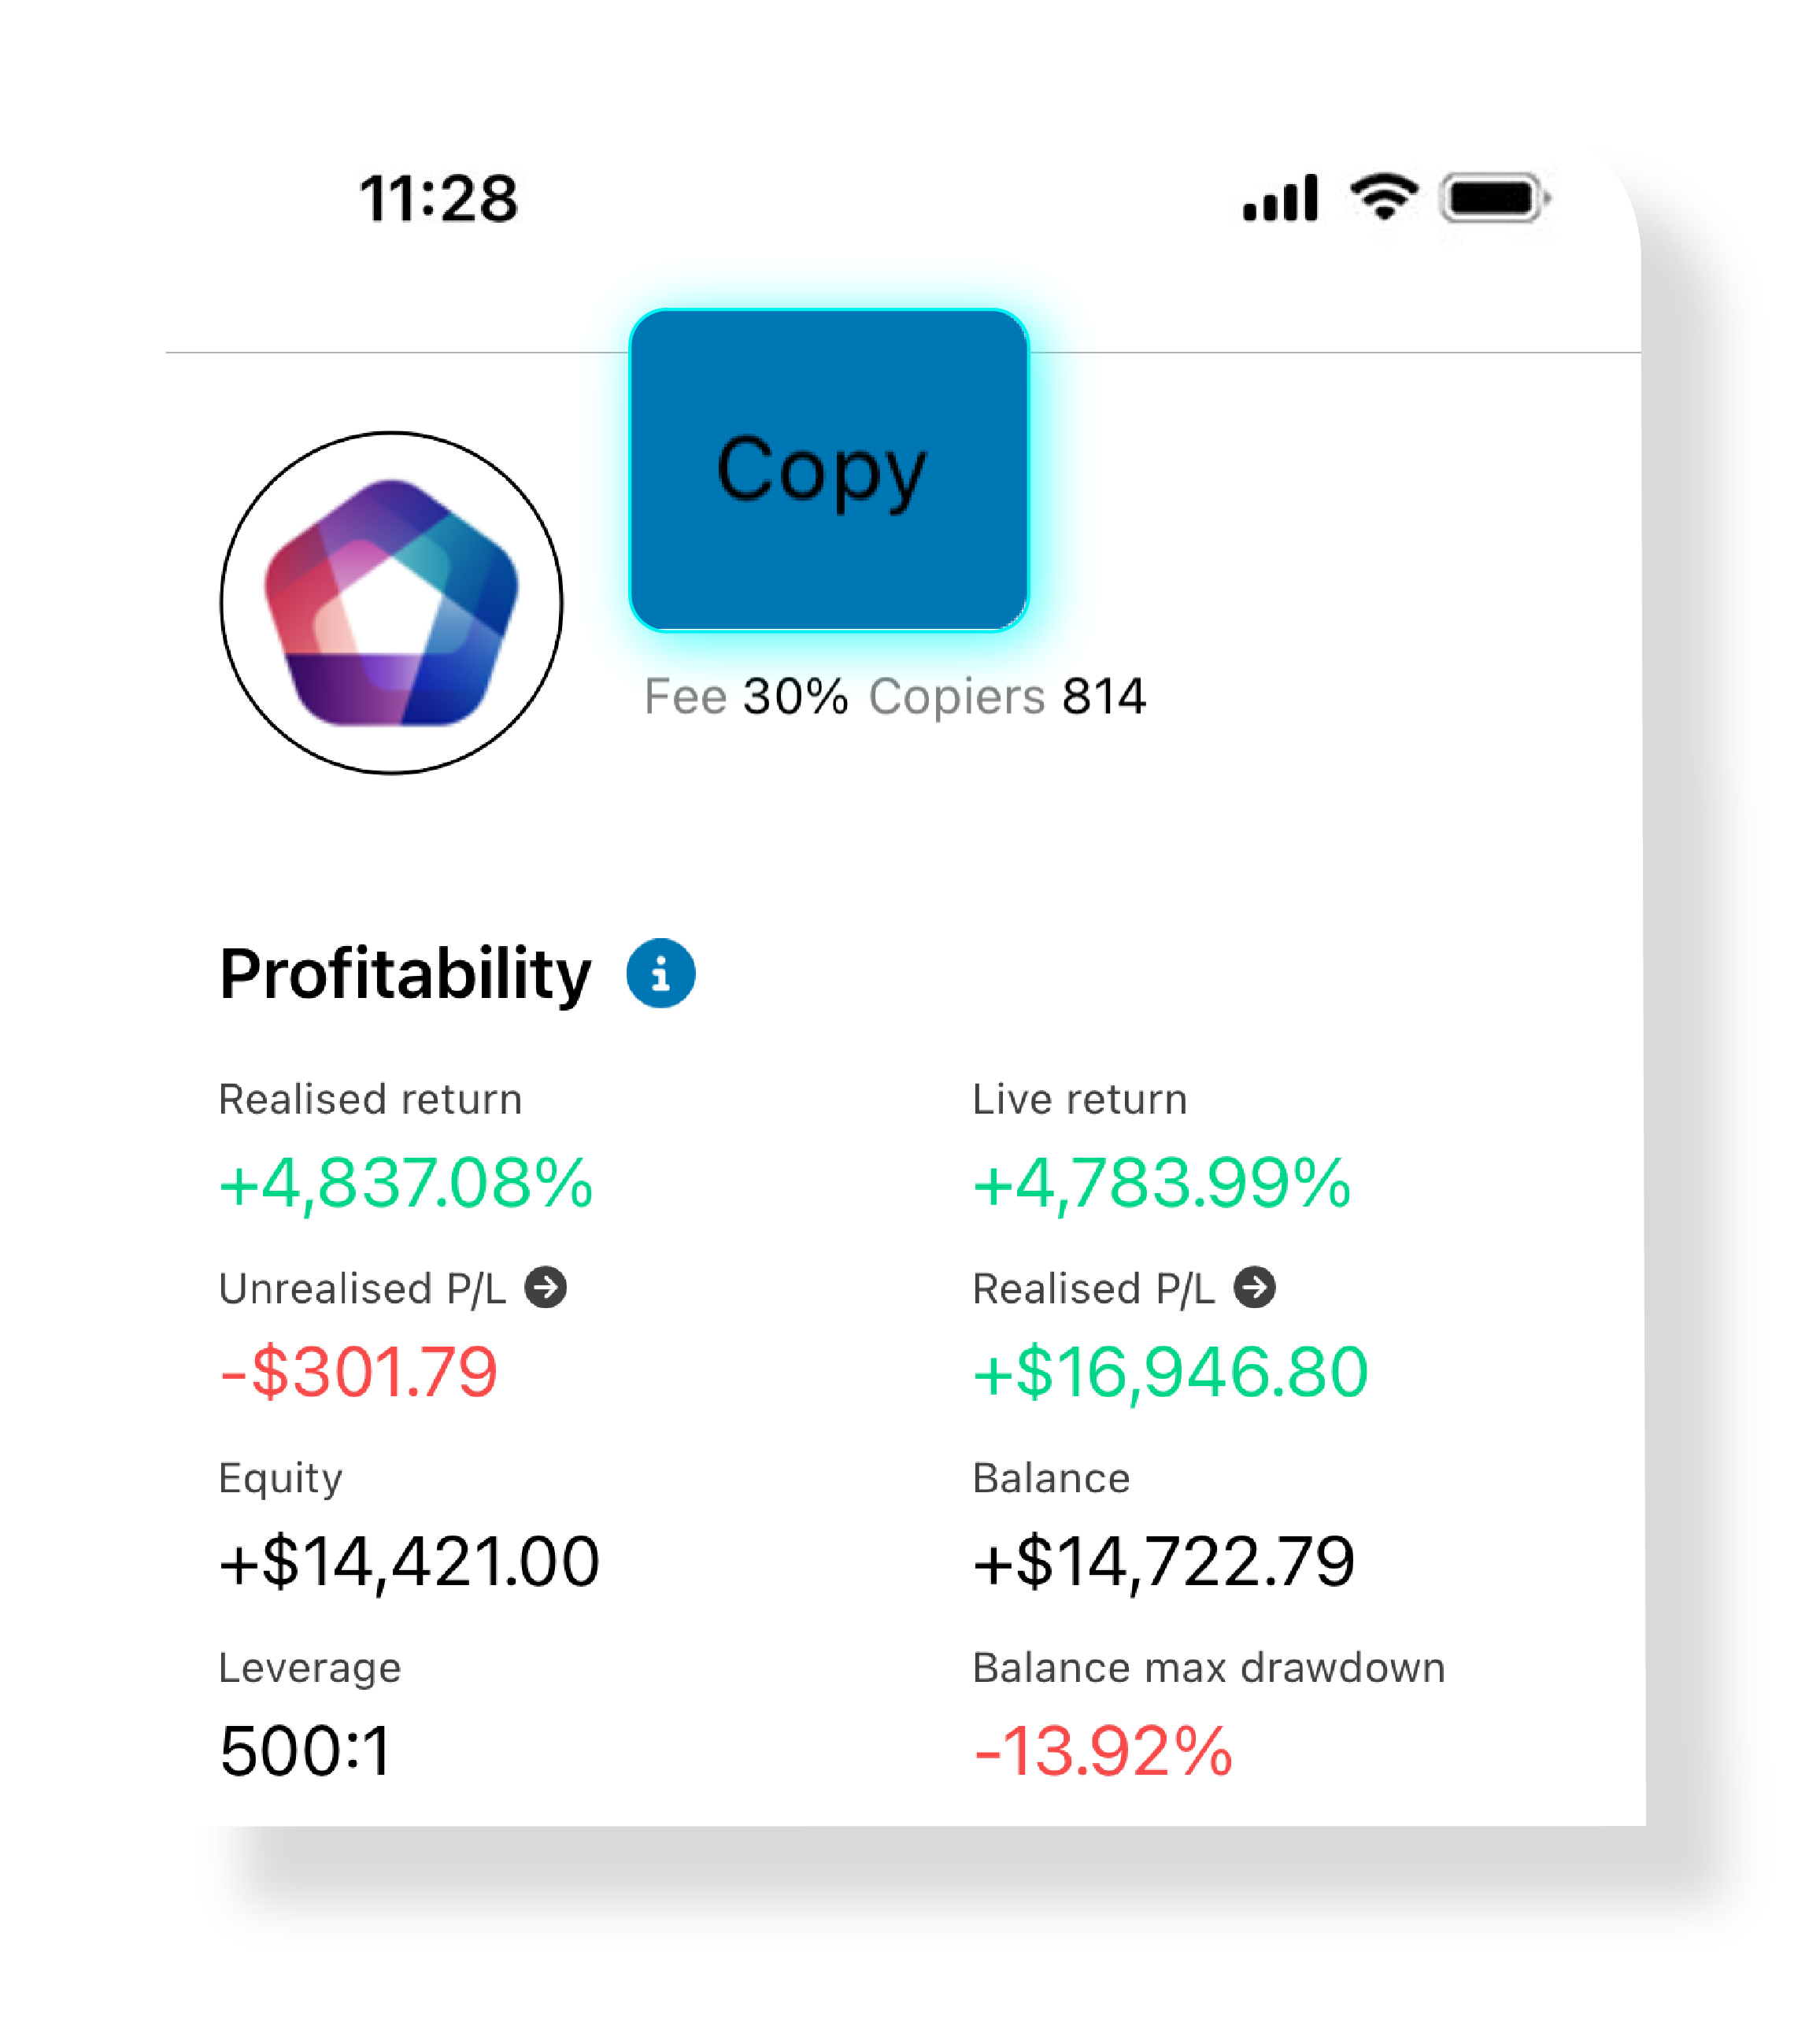 11:28
Copy
Fee 30% Copiers 814
Profitability
Realised return Live return
+4,837.08% +4,783.99%
Unrealised P/L Realised P/L
-$301.79 +$16,946.80
Equity Balance
+$14,421.00 +$14,722.79
Leverage Balance max drawdown
500:1 -13.92%